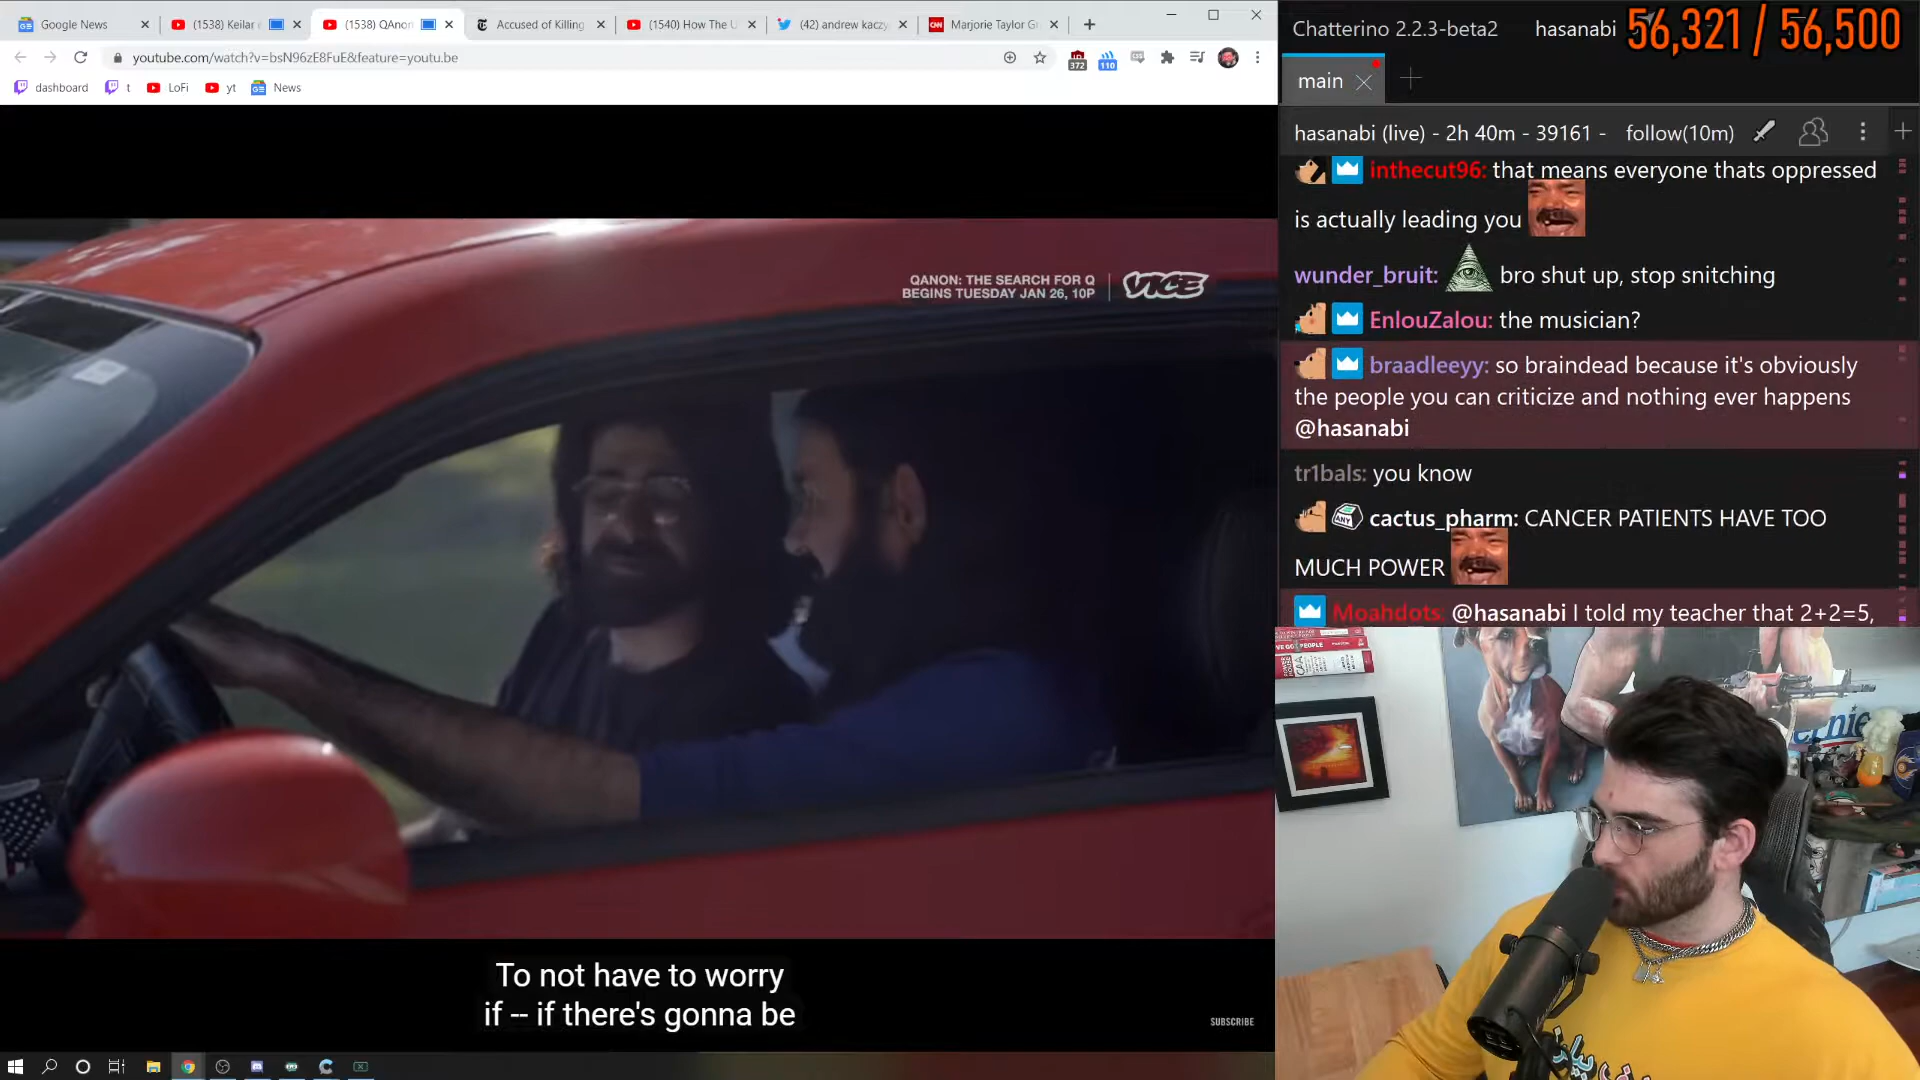 Google News
(1538) Keilar
(1538) QAnon
Accused of Killing
(1540) How The U
(42) andrew kaczy
Marjorie Taylor Gr
youtube.com/watch?v=bsN96zE8FuE&feature=youtu.be
372
110
dashboard
t
LoFi
yt
News
QANON: THE SEARCH FOR Q
BEGINS TUESDAY JAN 26, 10P
VICE
To not have to worry
if -- if there's gonna be
SUBSCRIBE
Chatterino 2.2.3-beta2
hasanabi
56,321 / 56,500
main
hasanabi (live) - 2h 40m - 39161 - follow(10m)
inthecut96: that means everyone thats oppressed
is actually leading you
wunder_bruit: bro shut up, stop snitching
EnlouZalou: the musician?
braadleeyy: so braindead because it's obviously
the people you can criticize and nothing ever happens
@hasanabi
tr1bals: you know
cactus_pharm: CANCER PATIENTS HAVE TOO
MUCH POWER
Moahdots: @hasanabi I told my teacher that 2+2=5,